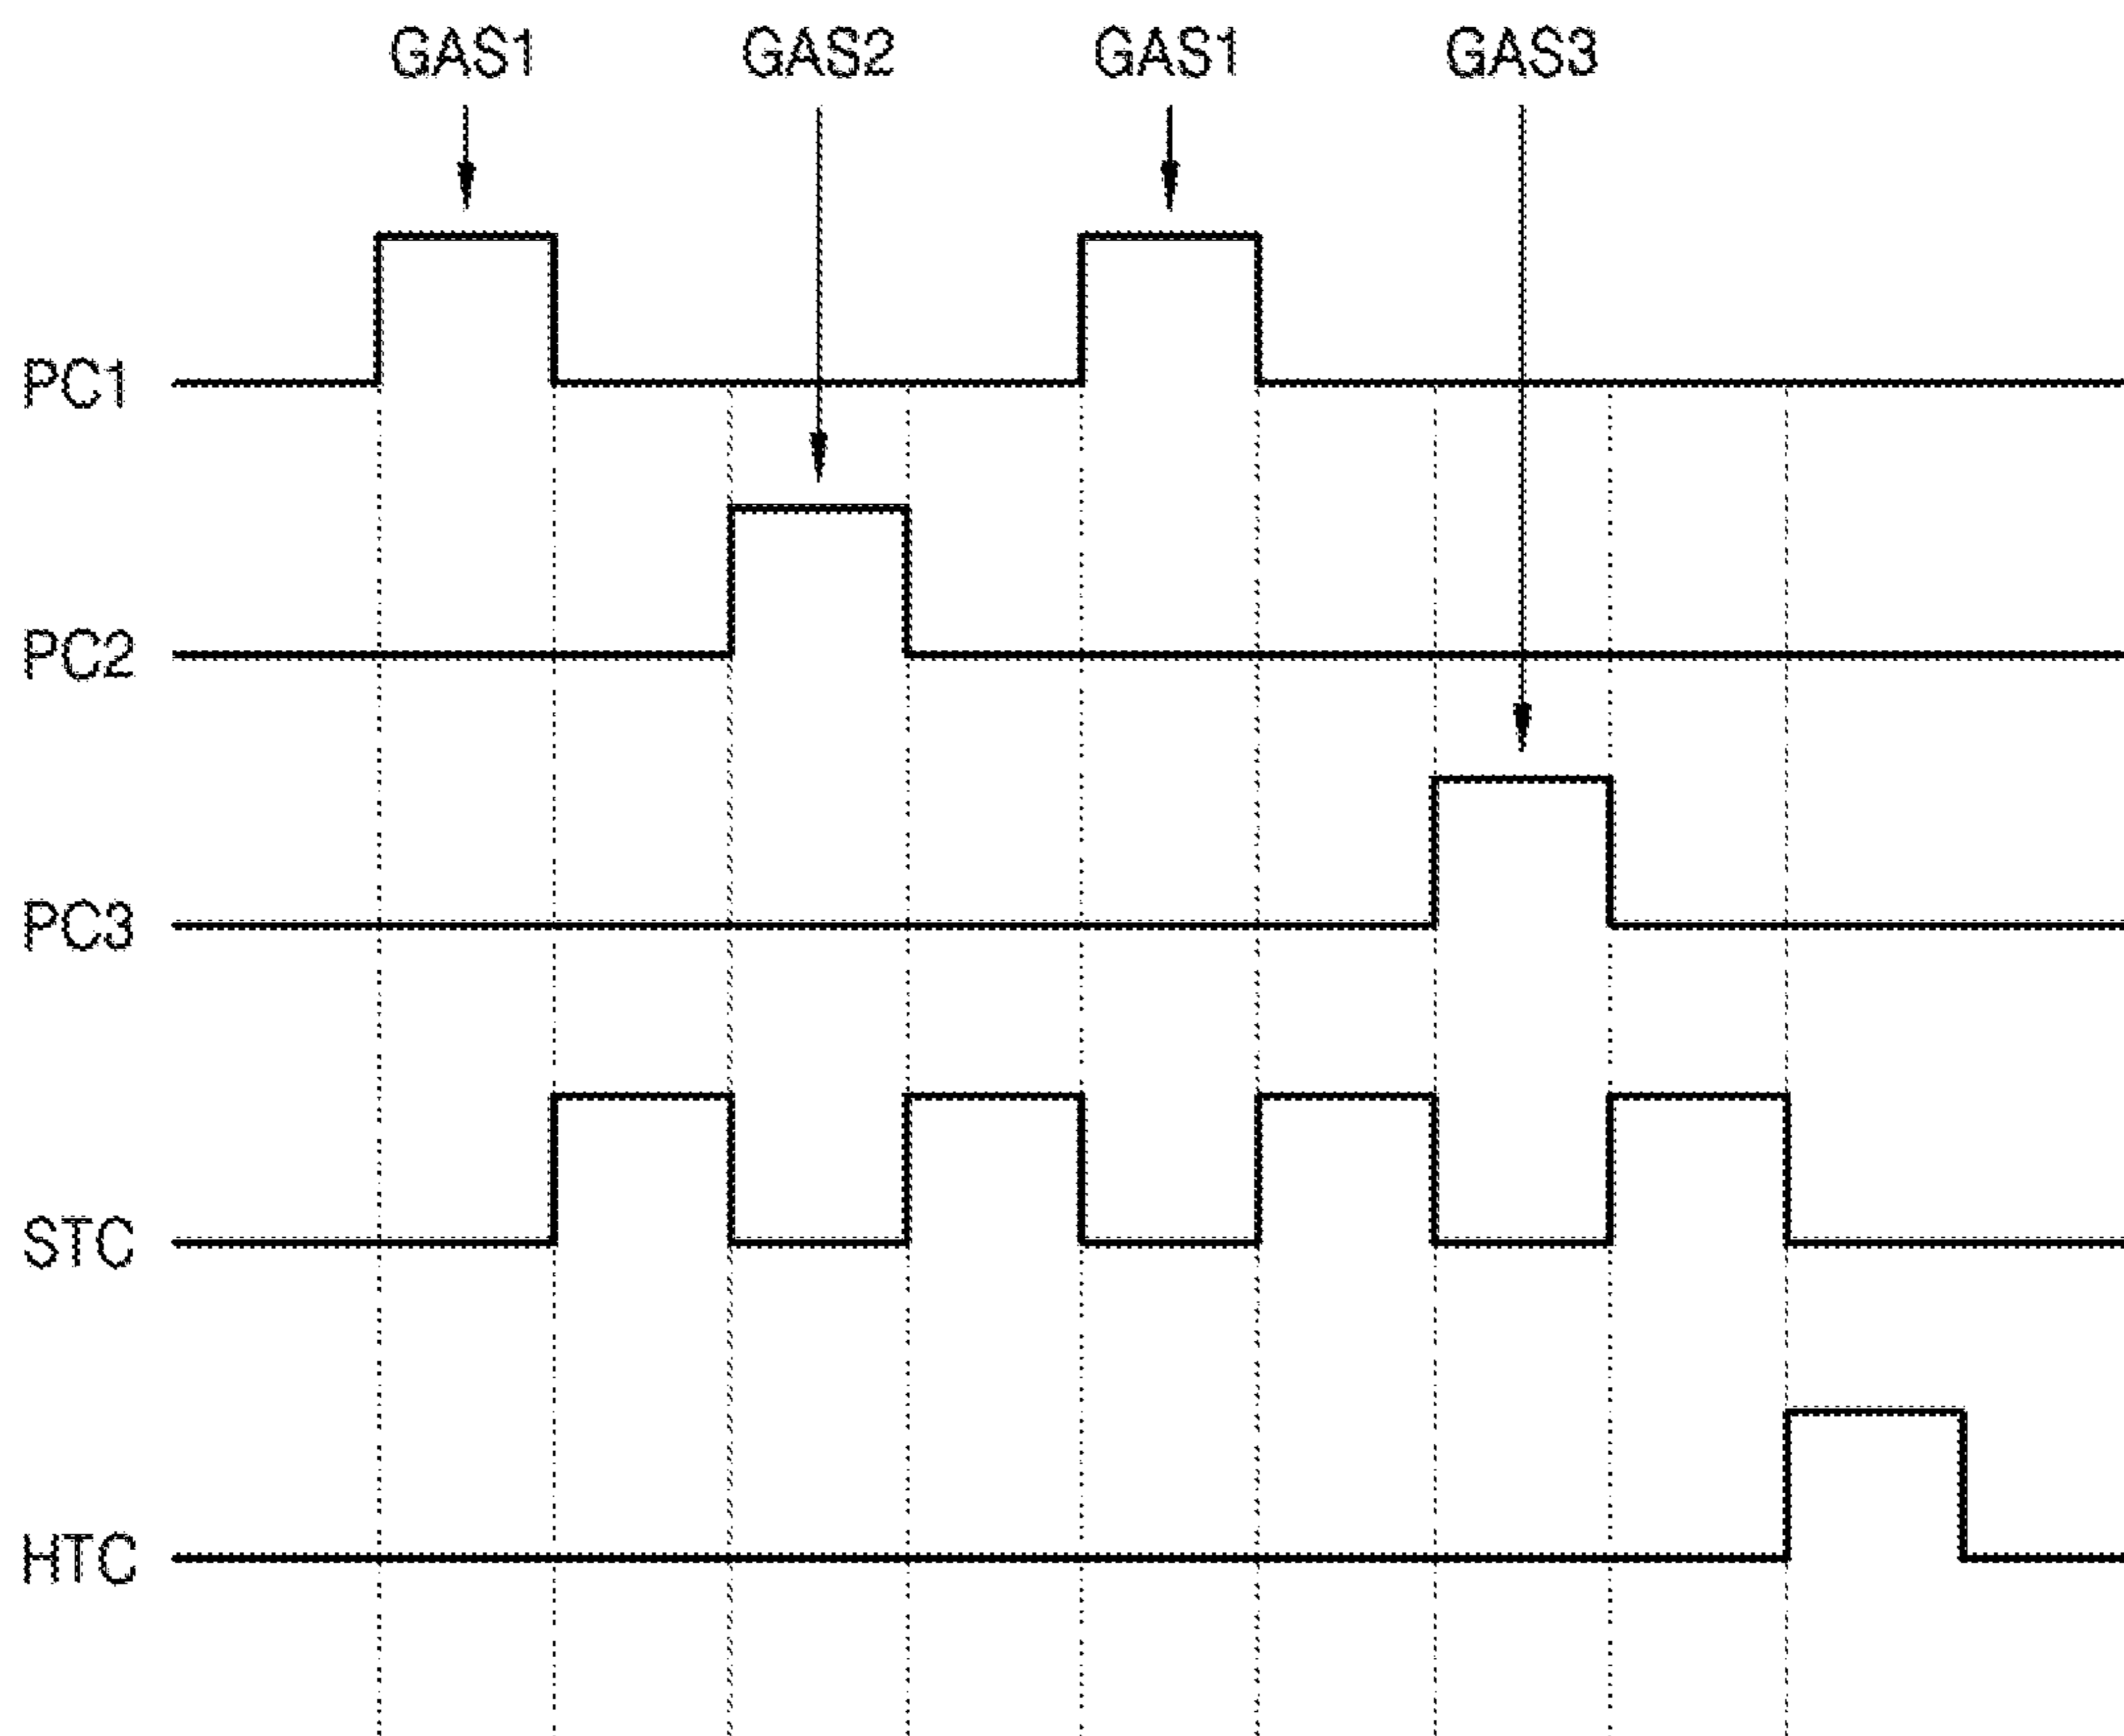 GAS1 GAS2 GAS1 GAS3
PC1
PC2
PC3
STC
HTC